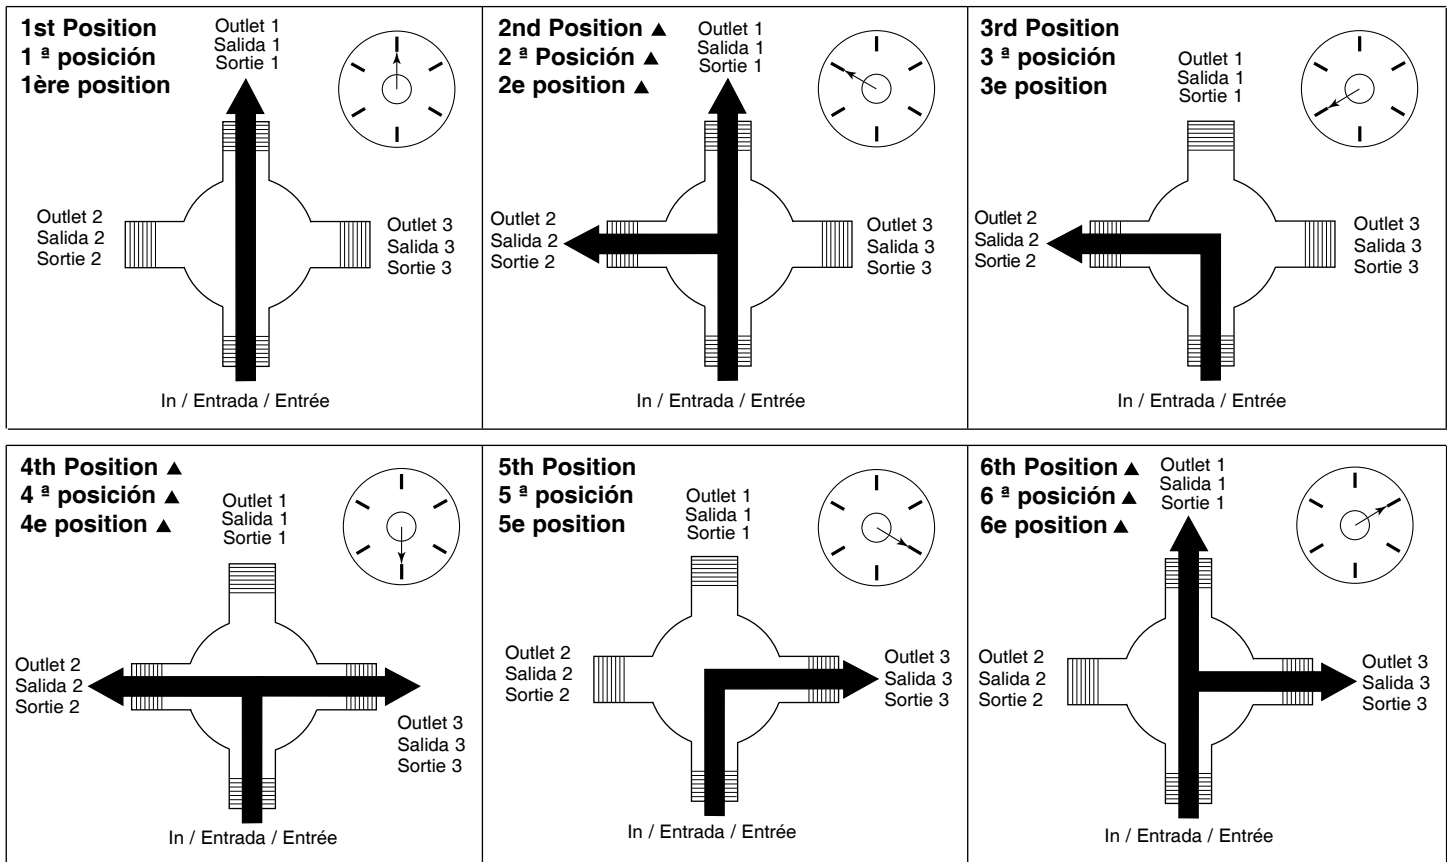 1st Position
1 ª posición
1ère position
Outlet 1
Salida 1
Sortie 1
Outlet 2
Salida 2
Sortie 2
Outlet 3
Salida 3
Sortie 3
In / Entrada / Entrée
2nd Position ▲
2 ª Posición ▲
2e position ▲
Outlet 1
Salida 1
Sortie 1
Outlet 2
Salida 2
Sortie 2
Outlet 3
Salida 3
Sortie 3
In / Entrada / Entrée
3rd Position
3 ª posición
3e position
Outlet 1
Salida 1
Sortie 1
Outlet 2
Salida 2
Sortie 2
Outlet 3
Salida 3
Sortie 3
In / Entrada / Entrée
4th Position ▲
4 ª posición ▲
4e position ▲
Outlet 1
Salida 1
Sortie 1
Outlet 2
Salida 2
Sortie 2
Outlet 3
Salida 3
Sortie 3
In / Entrada / Entrée
5th Position
5 ª posición
5e position
Outlet 1
Salida 1
Sortie 1
Outlet 2
Salida 2
Sortie 2
Outlet 3
Salida 3
Sortie 3
In / Entrada / Entrée
6th Position ▲
6 ª posición ▲
6e position ▲
Outlet 1
Salida 1
Sortie 1
Outlet 2
Salida 2
Sortie 2
Outlet 3
Salida 3
Sortie 3
In / Entrada / Entrée